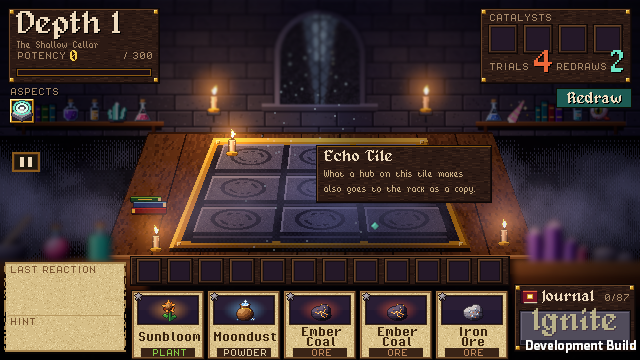 Depth 1
The Shallow Cellar
POTENCY 0 / 300
ASPECTS
CATALYSTS
TRIALS 4 REDRAWS 2
Redraw
Echo Tile
What a hub on this tile makes
also goes to the rack as a copy.
LAST REACTION
HINT
Sunbloom
PLANT
Moondust
POWDER
Ember
Coal
ORE
Ember
Coal
ORE
Iron
Ore
ORE
Journal 0/87
Ignite
Development Build